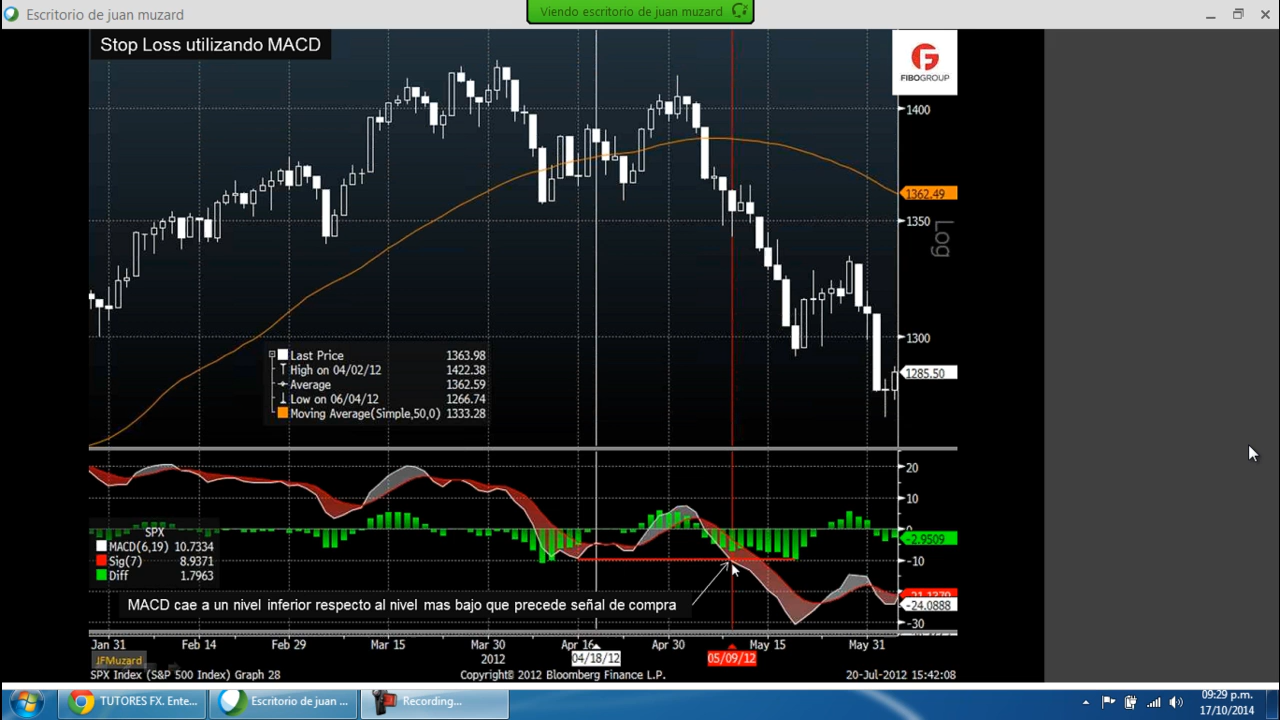 Escritorio de juan muzard
Viendo escritorio de juan muzard
Stop Loss utilizando MACD
FIBOGROUP
1400
1362.49
1350
Log
1300
1285.50
Last Price 1363.98
High on 04/02/12 1422.38
Average 1362.59
Low on 06/04/12 1266.74
Moving Average(Simple,50,0) 1333.28
20
10
0
-2.9509
-10
-24.0888
-30
SPX
MACD(6,19) 10.7334
Sig(7) 8.9371
Diff 1.7963
MACD cae a un nivel inferior respecto al nivel mas bajo que precede señal de compra
Jan 31 Feb 14 Feb 29 Mar 15 Mar 30 Apr 16 Apr 30 May 15 May 31
2012 04/18/12 05/09/12
JFMuzard
SPX Index (S&P 500 Index) Graph 28 Copyright© 2012 Bloomberg Finance L.P. 20-Jul-2012 15:42:08
TUTORES FX. Ente... Escritorio de juan ... Recording...
09:29 p.m.
17/10/2014